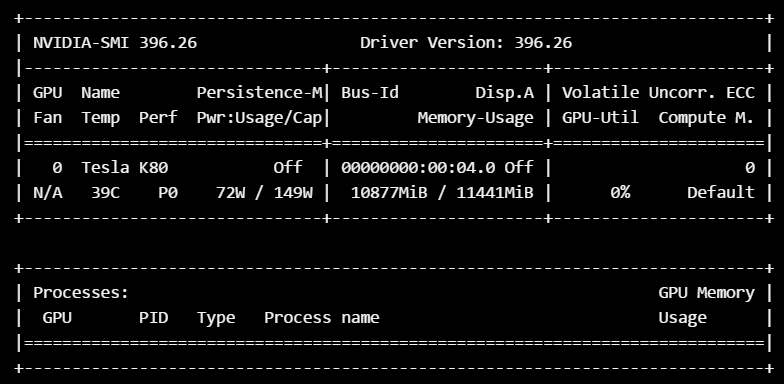 +-----------------------------------------------------------------------------+
| NVIDIA-SMI 396.26                 Driver Version: 396.26                    |
|-------------------------------+----------------------+----------------------+
| GPU  Name        Persistence-M| Bus-Id        Disp.A | Volatile Uncorr. ECC |
| Fan  Temp  Perf  Pwr:Usage/Cap|         Memory-Usage | GPU-Util  Compute M. |
|===============================+======================+======================|
|   0  Tesla K80           Off  | 00000000:00:04.0 Off |                    0 |
| N/A   39C    P0    72W / 149W |  10877MiB / 11441MiB |      0%      Default |
+-------------------------------+----------------------+----------------------+

+-----------------------------------------------------------------------------+
| Processes:                                                       GPU Memory |
|  GPU       PID   Type   Process name                             Usage      |
|=============================================================================|
+-----------------------------------------------------------------------------+